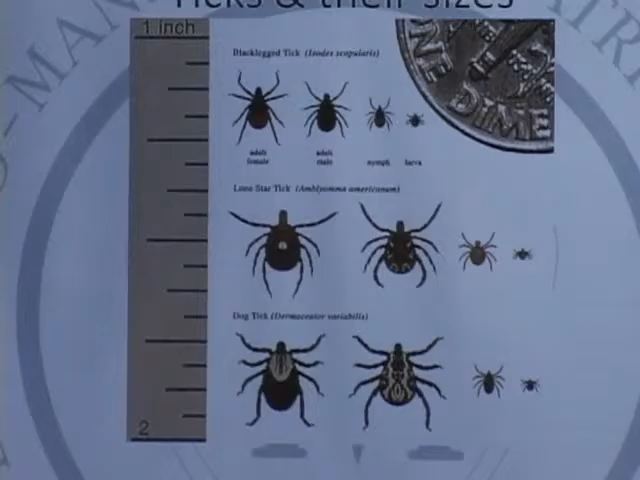 Ticks & their sizes
1 inch
ONE DIME
Blacklegged Tick (Ixodes scapularis)
adult female
adult male
nymph
larva
Lone Star Tick (Amblyomma americanum)
Dog Tick (Dermacentor variabilis)
2